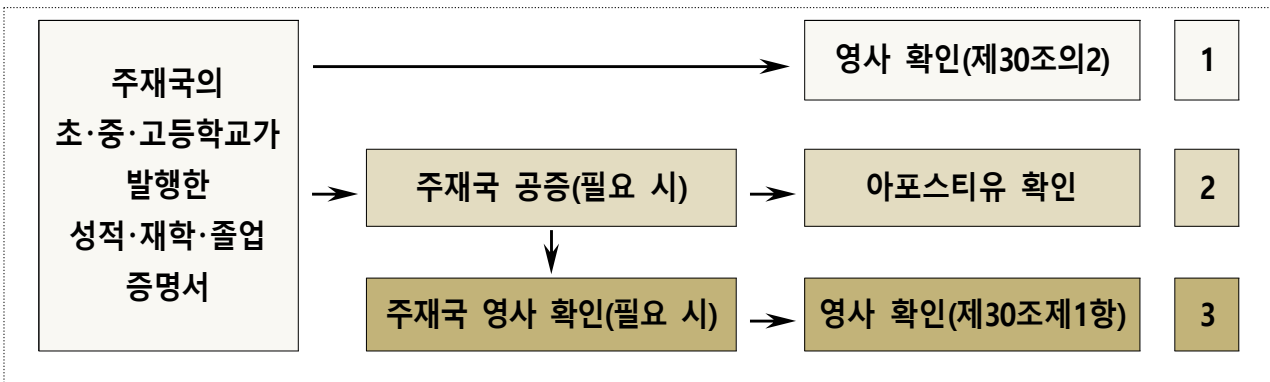 주재국의
초·중·고등학교가
발행한
성적·재학·졸업
증명서
영사 확인(제30조의2)
1
주재국 공증(필요 시)
아포스티유 확인
2
주재국 영사 확인(필요 시)
영사 확인(제30조제1항)
3